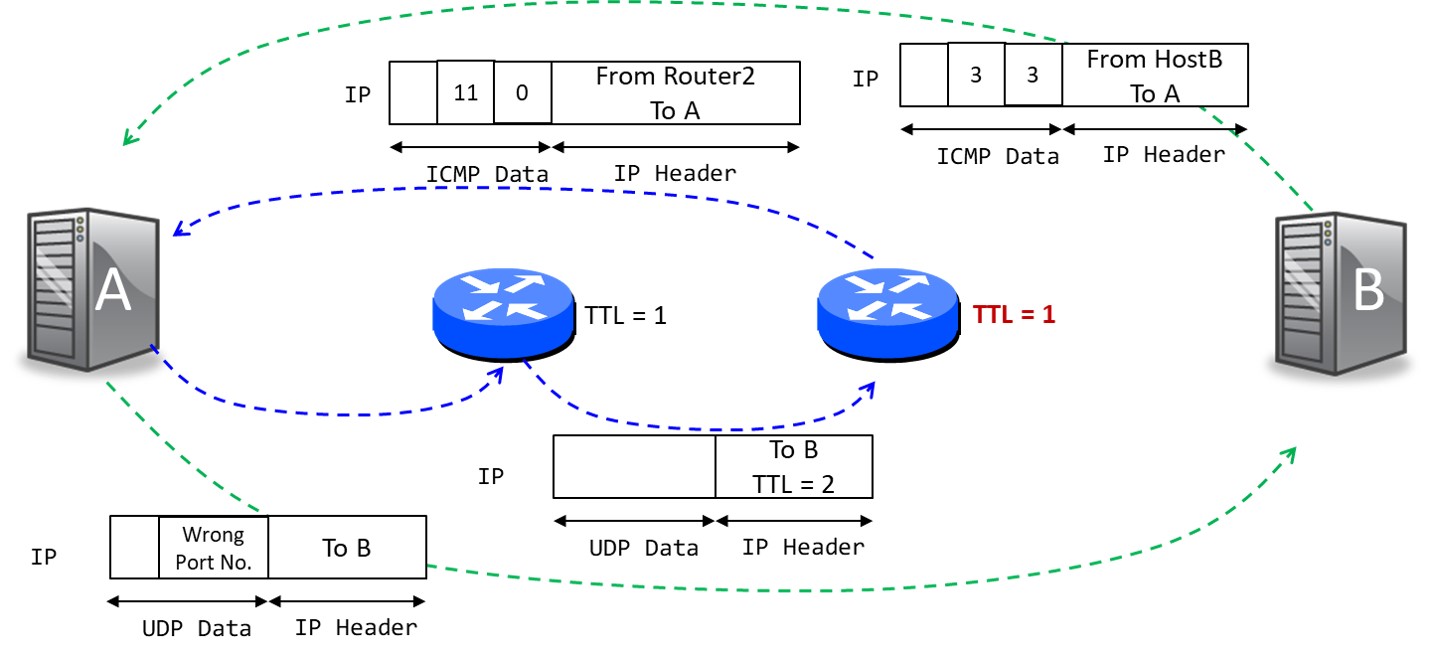 IP
11
0
From Router2
To A
ICMP Data
IP Header
IP
3
3
From HostB
To A
ICMP Data
IP Header
A
TTL = 1
TTL = 1
B
IP
To B
TTL = 2
UDP Data
IP Header
IP
Wrong
Port No.
To B
UDP Data
IP Header